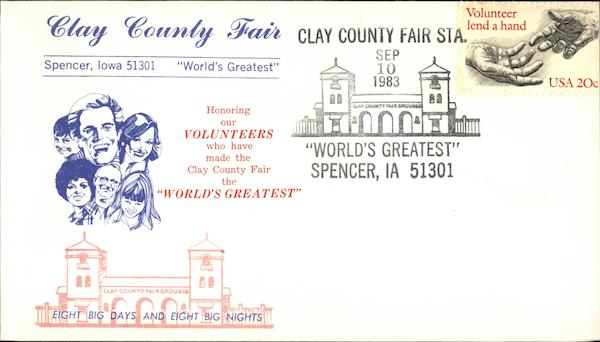 Clay County Fair
Spencer, Iowa 51301 "World's Greatest"
Honoring
our
VOLUNTEERS
who have
made the
Clay County Fair
the
"WORLD'S GREATEST"
CLAY COUNTY FAIR GROUNDS
EIGHT BIG DAYS AND EIGHT BIG NIGHTS
CLAY COUNTY FAIR STA.
SEP
10
1983
CLAY COUNTY FAIR GROUNDS
"WORLD'S GREATEST"
SPENCER, IA 51301
Volunteer
lend a hand
USA 20c